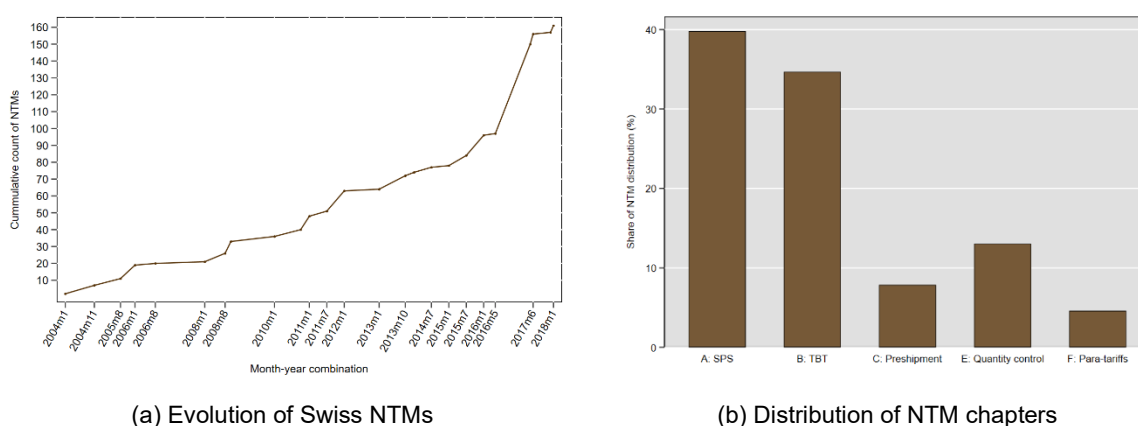 Cummulative count of NTMs
160
150
140
130
120
110
100
90
80
70
60
50
40
30
20
10
2004m1
2004m11
2005m8
2006m1
2006m8
2008m1
2008m8
2010m1
2011m1
2011m7
2012m1
2013m1
2013m10
2014m7
2015m1
2015m7
2016m1
2016m5
2017m6
2018m1
Month-year combination
(a) Evolution of Swiss NTMs
Share of NTM distribution (%)
40
30
20
10
0
A: SPS
B: TBT
C: Preshipment
E: Quantity control
F: Para-tariffs
(b) Distribution of NTM chapters